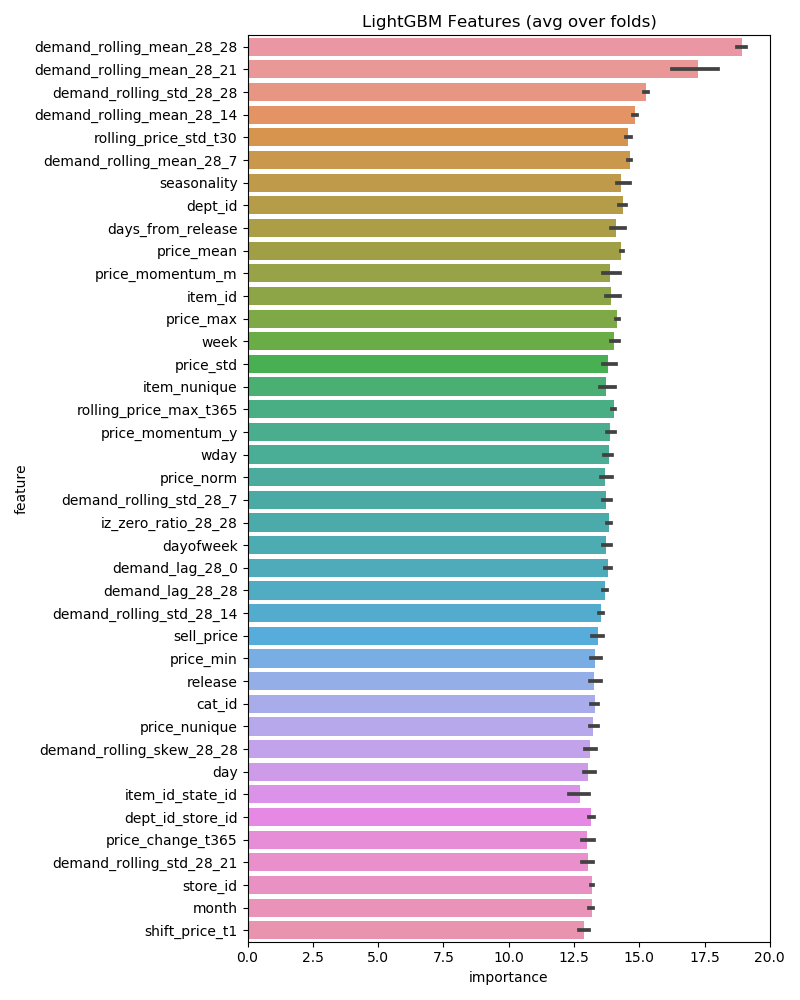 LightGBM Features (avg over folds)
demand_rolling_mean_28_28
demand_rolling_mean_28_21
demand_rolling_std_28_28
demand_rolling_mean_28_14
rolling_price_std_t30
demand_rolling_mean_28_7
seasonality
dept_id
days_from_release
price_mean
price_momentum_m
item_id
price_max
week
price_std
item_nunique
rolling_price_max_t365
price_momentum_y
wday
price_norm
demand_rolling_std_28_7
iz_zero_ratio_28_28
dayofweek
demand_lag_28_0
demand_lag_28_28
demand_rolling_std_28_14
sell_price
price_min
release
cat_id
price_nunique
demand_rolling_skew_28_28
day
item_id_state_id
dept_id_store_id
price_change_t365
demand_rolling_std_28_21
store_id
month
shift_price_t1
feature
0.0 2.5 5.0 7.5 10.0 12.5 15.0 17.5 20.0
importance